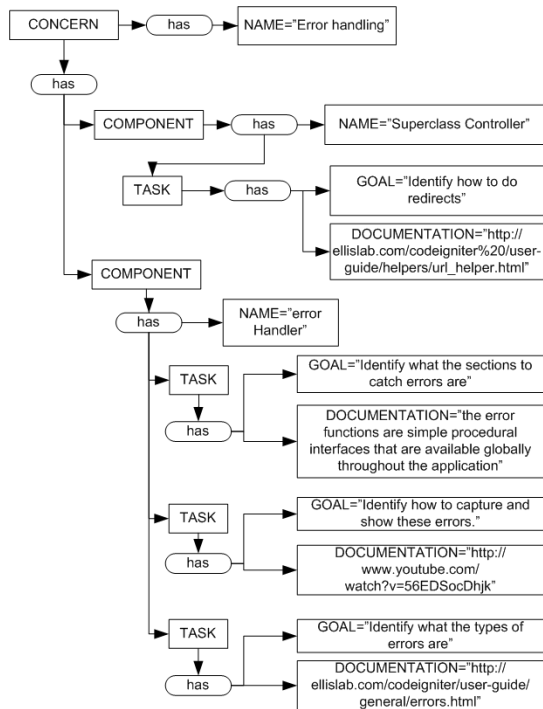 CONCERN
has
NAME="Error handling"
has
COMPONENT
has
NAME="Superclass Controller"
TASK
has
GOAL="Identify how to do
redirects"
DOCUMENTATION="http://
ellislab.com/codeigniter%20/user-
guide/helpers/url_helper.html"
COMPONENT
has
NAME="error
Handler"
TASK
has
GOAL="Identify what the sections to
catch errors are"
DOCUMENTATION="the error
functions are simple procedural
interfaces that are available globally
throughout the application"
TASK
has
GOAL="Identify how to capture and
show these errors."
DOCUMENTATION="http://
www.youtube.com/
watch?v=56EDSocDhjk"
TASK
has
GOAL="Identify what the types of
errors are"
DOCUMENTATION="http://
ellislab.com/codeigniter/user-guide/
general/errors.html"